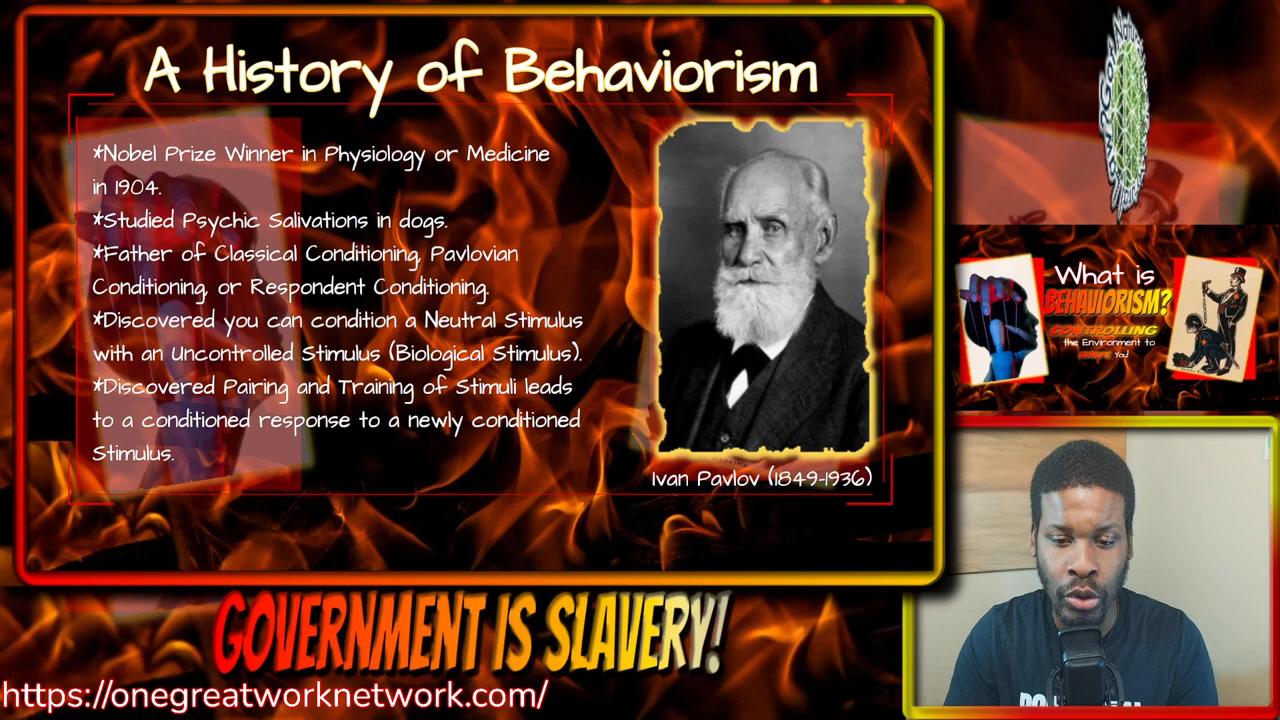 A History of Behaviorism
*Nobel Prize Winner in Physiology or Medicine
in 1904.
*Studied Psychic Salivations in dogs.
*Father of Classical Conditioning, Pavlovian
Conditioning, or Respondent Conditioning.
*Discovered you can condition a Neutral Stimulus
with an Uncontrolled Stimulus (Biological Stimulus).
*Discovered Pairing and Training of Stimuli leads
to a conditioned response to a newly conditioned
Stimulus.
Ivan Pavlov (1849-1936)
What is
BEHAVIORISM?
CONTROLLING
the Environment to
You!
GOVERNMENT IS SLAVERY!
https://onegreatworknetwork.com/